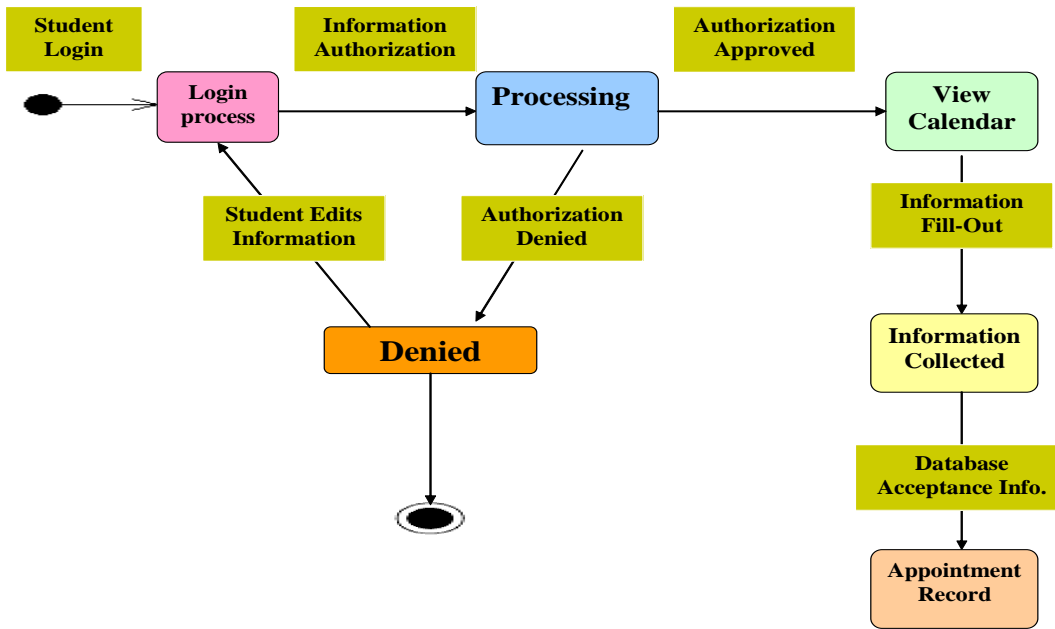 Student
Login
Information
Authorization
Authorization
Approved
Login
process
Processing
View
Calendar
Student Edits
Information
Authorization
Denied
Information
Fill-Out
Denied
Information
Collected
Database
Acceptance Info.
Appointment
Record